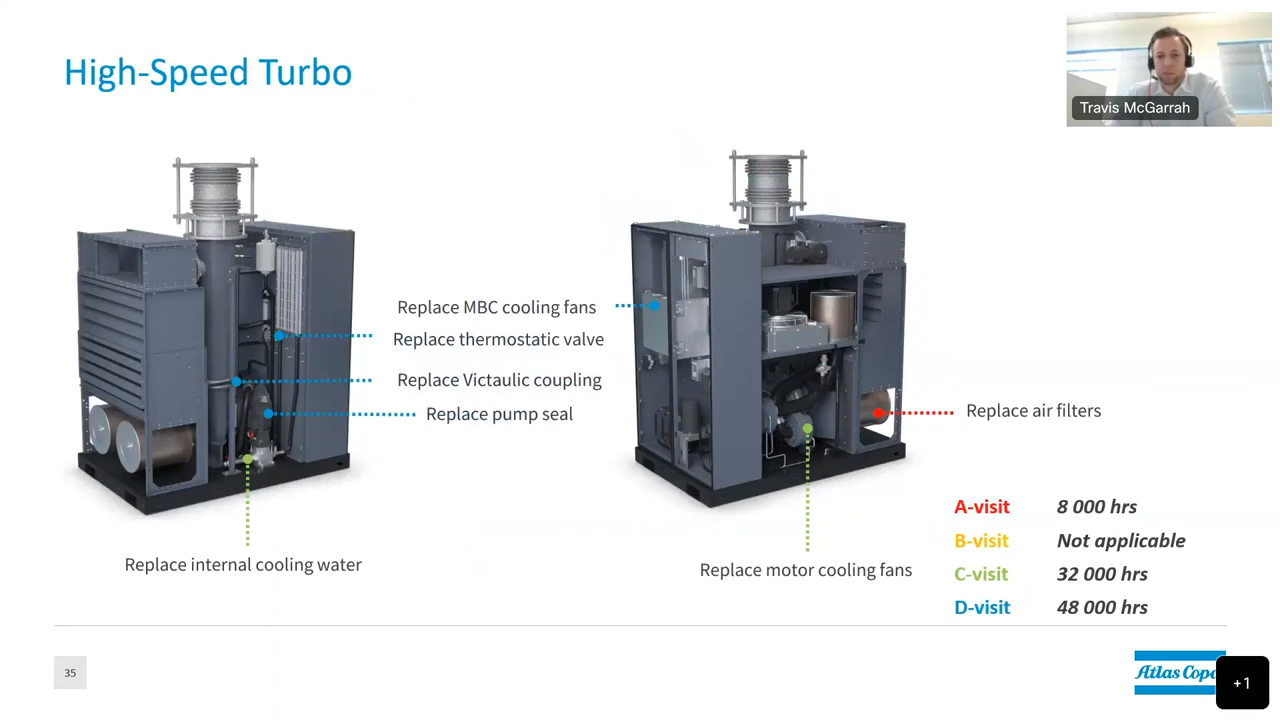 High-Speed Turbo
Travis McGarrah
Replace MBC cooling fans
Replace thermostatic valve
Replace Victaulic coupling
Replace pump seal
Replace air filters
Replace internal cooling water
Replace motor cooling fans
A-visit 8 000 hrs
B-visit Not applicable
C-visit 32 000 hrs
D-visit 48 000 hrs
35
Atlas Cop
+1